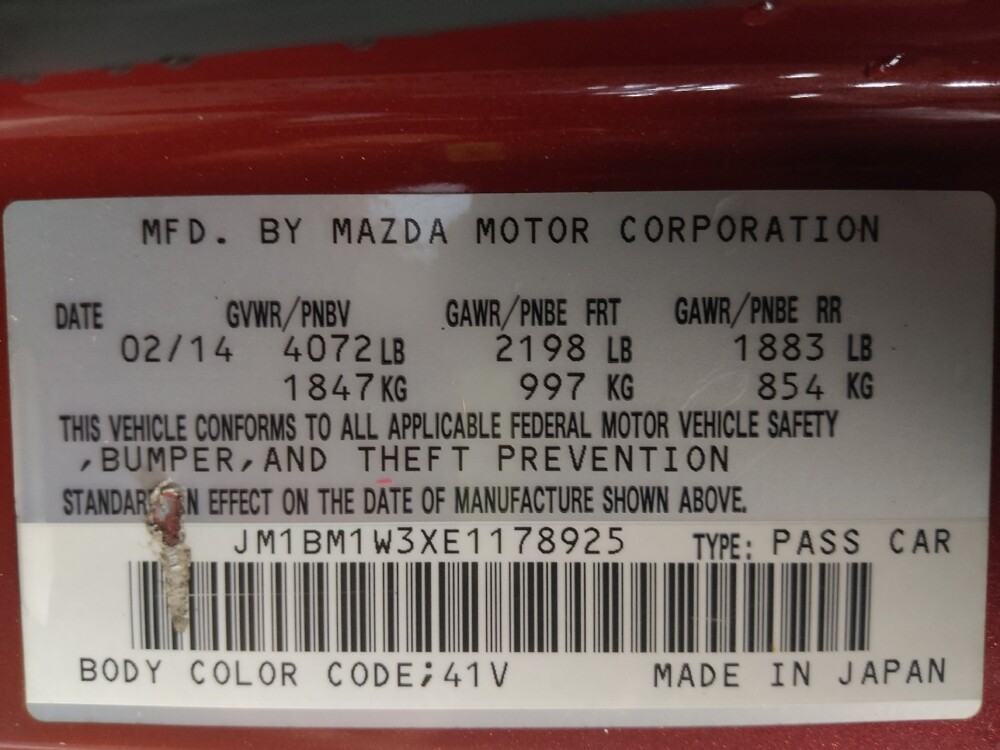 MFD. BY MAZDA MOTOR CORPORATION
DATE GVWR/PNBV GAWR/PNBE FRT GAWR/PNBE RR
02/14 4072LB 2198 LB 1883 LB
1847KG 997 KG 854 KG
THIS VEHICLE CONFORMS TO ALL APPLICABLE FEDERAL MOTOR VEHICLE SAFETY
,BUMPER,AND THEFT PREVENTION
EFFECT ON THE DATE OF MANUFACTURE SHOWN ABOVE.
JM1BM1W3XE1178925 TYPE: PASS CAR
BODY COLOR CODE;41V MADE IN JAPAN